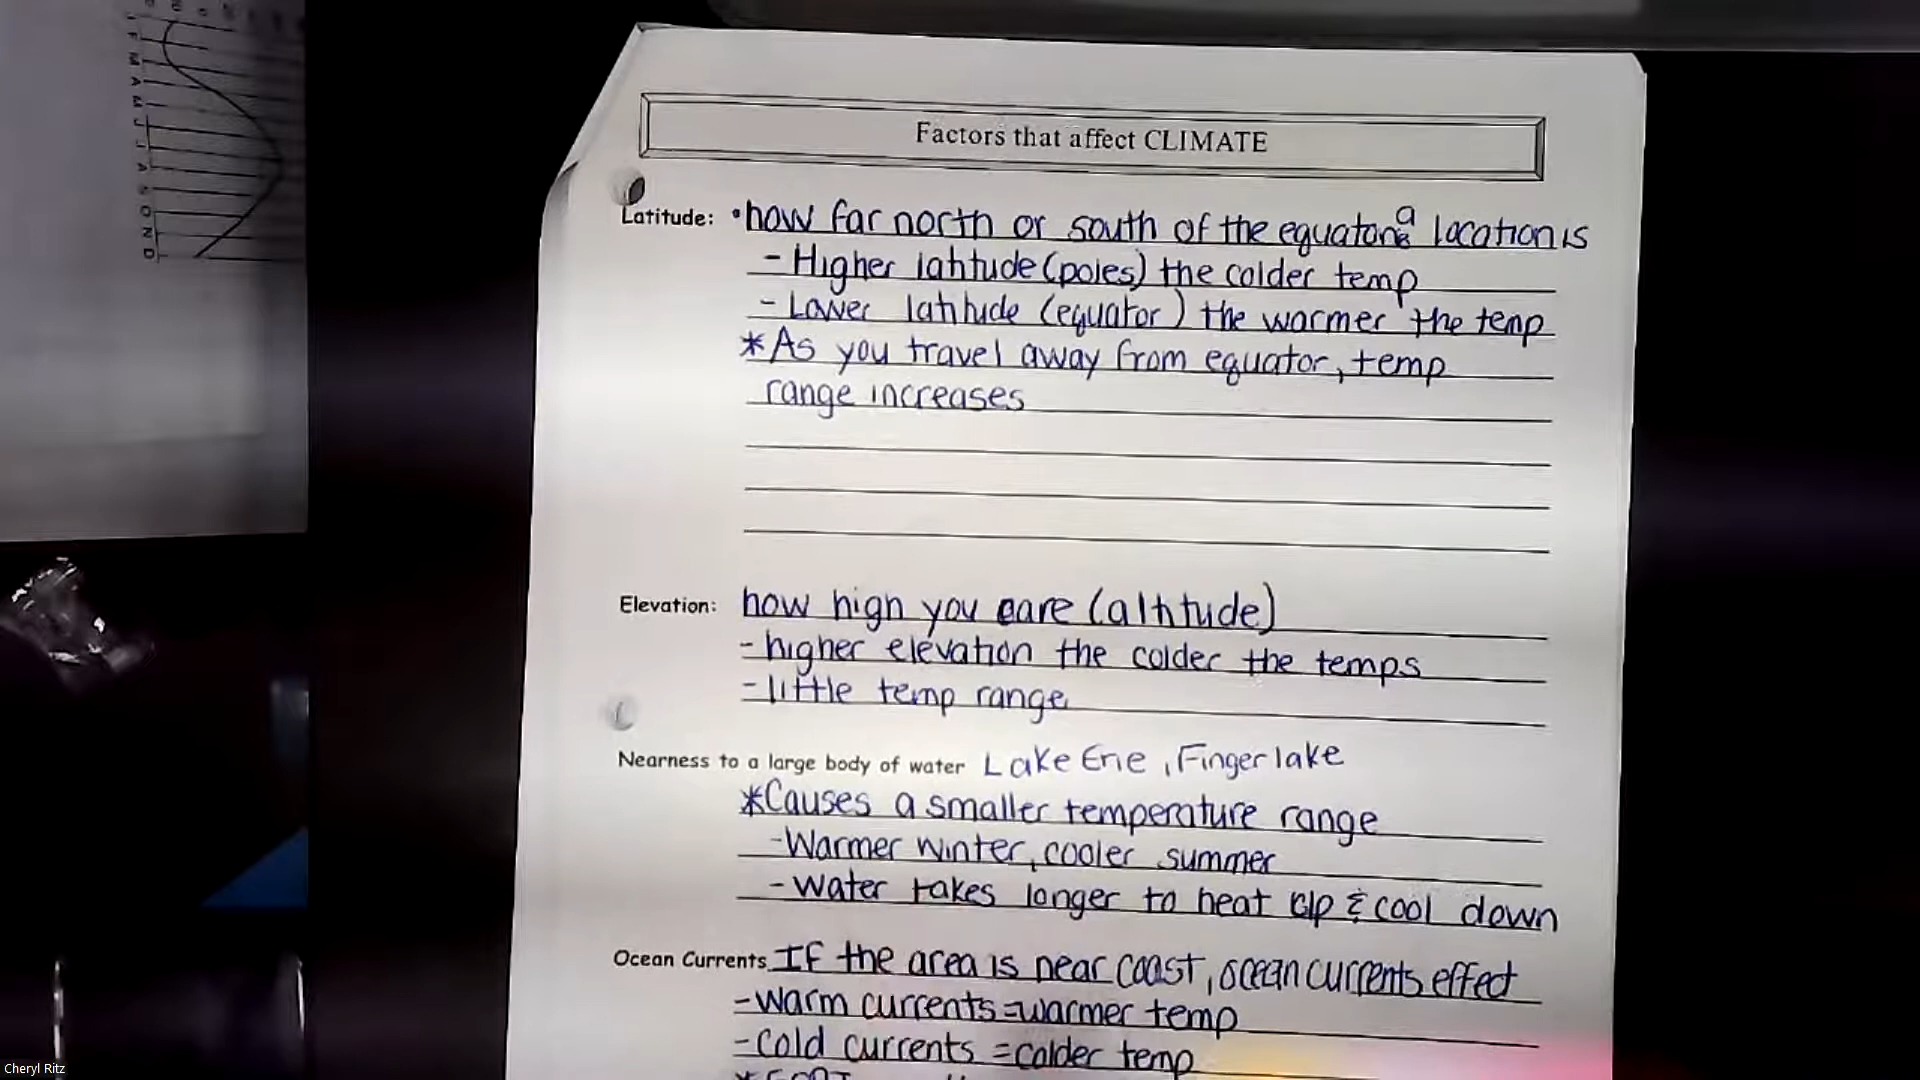 Factors that affect CLIMATE
Latitude: •how far north or south of the equator a location is
- Higher latitude (poles) the colder temp
- Lower latitude (equator) the warmer the temp
*As you travel away from equator, temp
range increases
Elevation: how high you are (altitude)
- higher elevation the colder the temps
- little temp range
Nearness to a large body of water Lake Erie, Finger lake
*Causes a smaller temperature range
- Warmer winter, cooler summer
- Water takes longer to heat up & cool down
Ocean Currents If the area is near coast, ocean currents effect
- warm currents = warmer temp
- cold currents = colder temp
J F M A M J J A S O N D
Cheryl Ritz